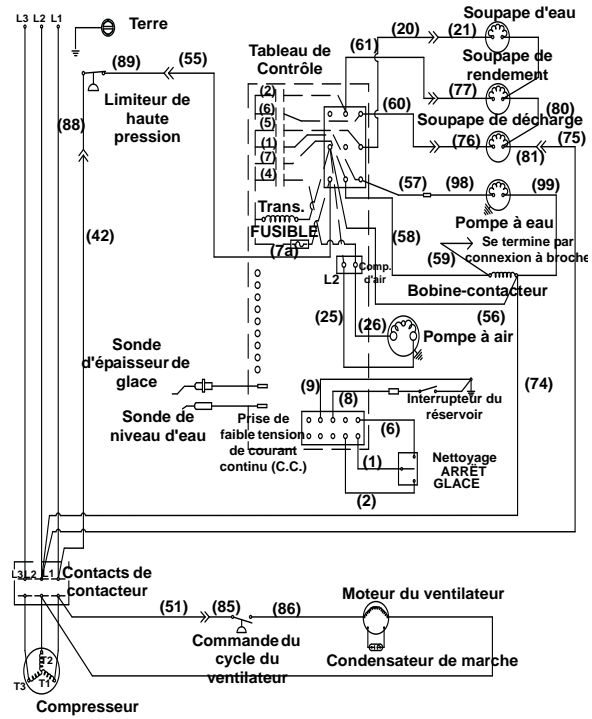 L3 L2 L1
Terre
(20)
(21)
Soupape d'eau
(89)
(55)
(61)
Tableau de
Contrôle
Soupape de
rendement
(77)
(80)
Limiteur de
haute
pression
(88)
(2)
(6)
(5)
(1)
(7)
(4)
(60)
Soupape de décharge
(76)
(81)
(75)
(57)
(98)
(99)
Trans.
FUSIBLE
(7a)
Pompe à eau
(42)
(58)
(59)
Se termine par
connexion à broche
L2
Comp.
d'air
Bobine-contacteur
(56)
(25)
(26)
Pompe à air
(74)
Sonde
d'épaisseur de
glace
(9)
(8)
Interrupteur du
réservoir
Sonde de
niveau d'eau
Prise de
faible tension
de courant
continu (C.C.)
(6)
(1)
(2)
Nettoyage
ARRËT
GLACE
L3 L2 L1
Contacts de
contacteur
(51)
(85)
(86)
Moteur du ventilateur
Commande du
cycle du
ventilateur
Condensateur de marche
T2
T3
T1
Compresseur